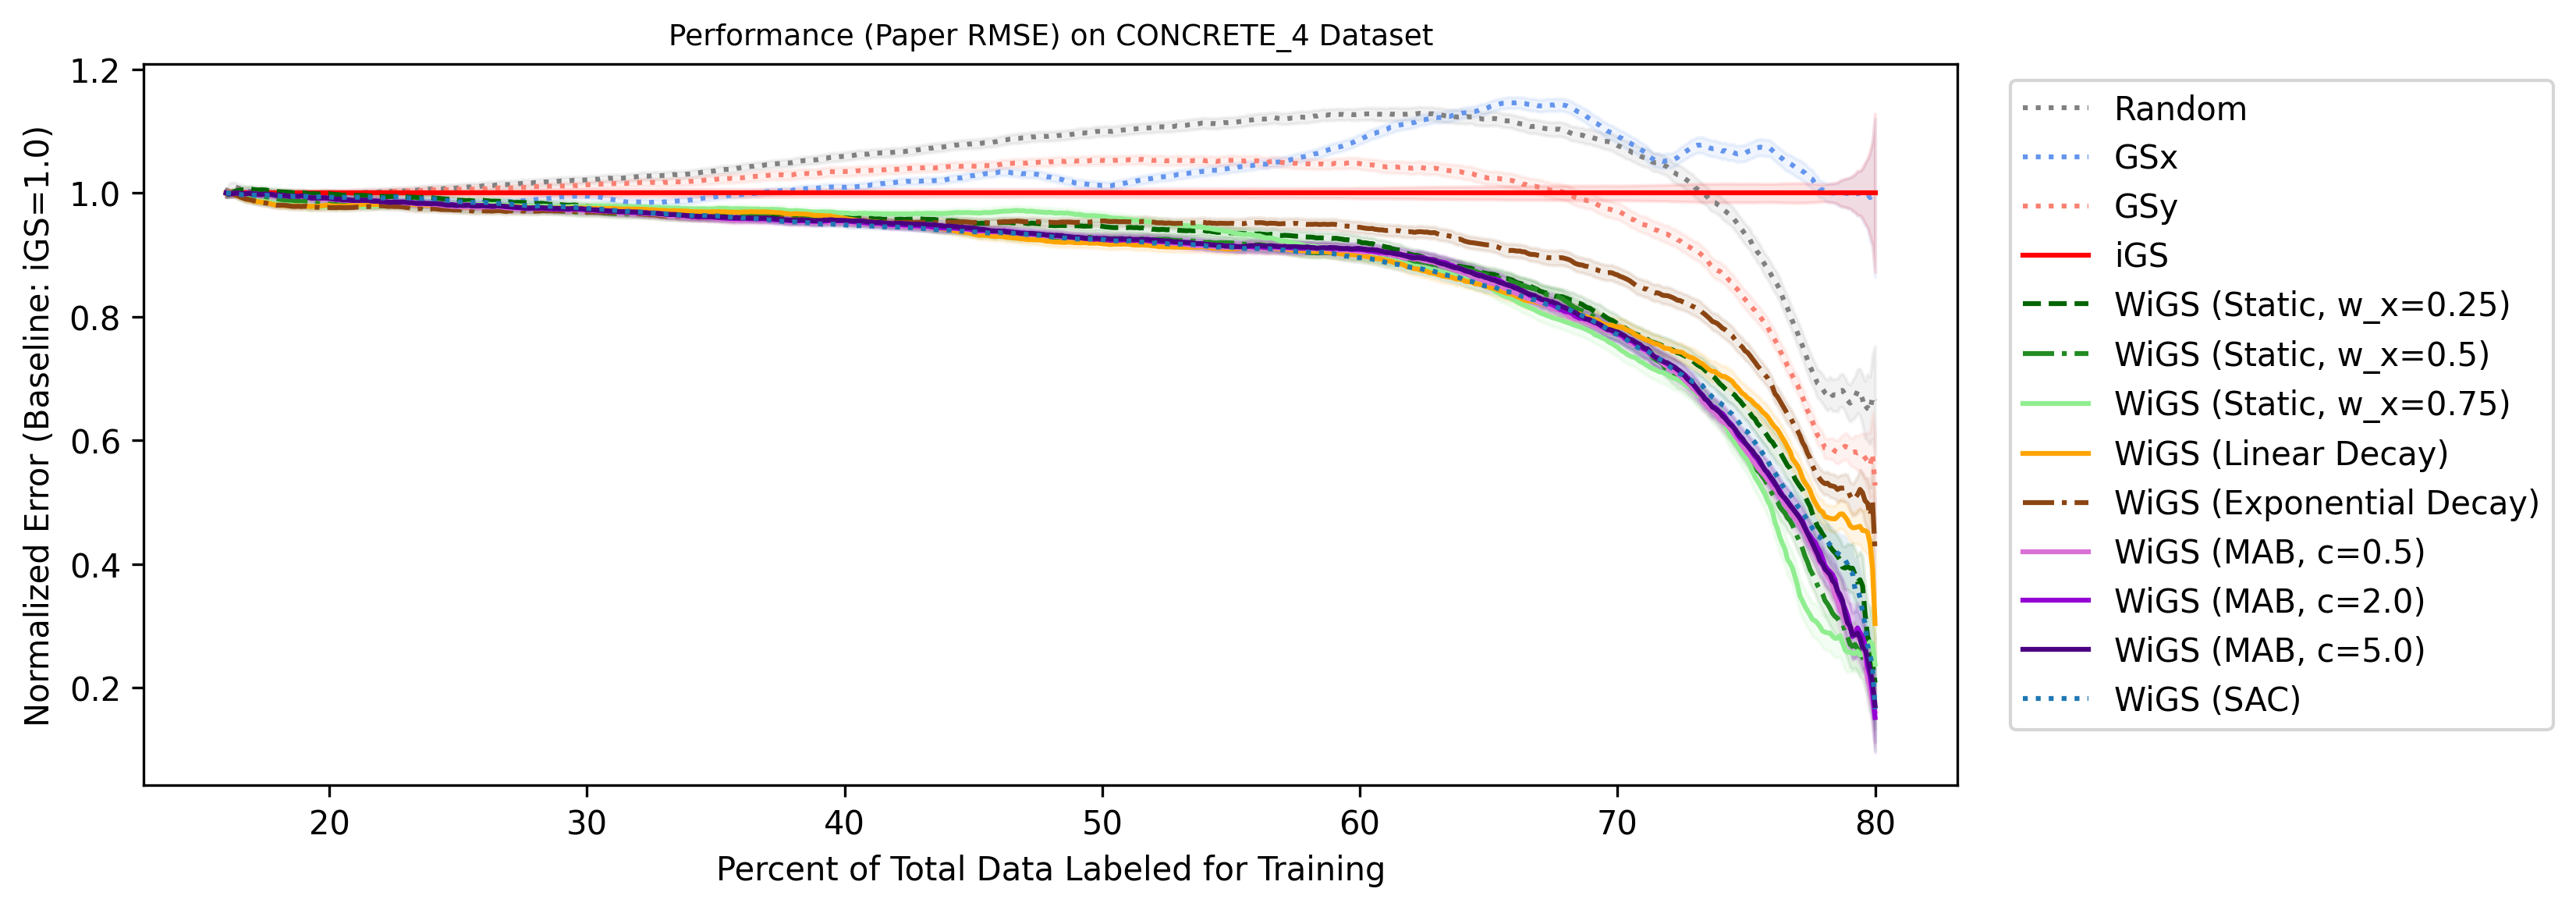 Performance (Paper RMSE) on CONCRETE_4 Dataset
Normalized Error (Baseline: iGS=1.0)
1.2
1.0
0.8
0.6
0.4
0.2
20
30
40
50
60
70
80
Percent of Total Data Labeled for Training
Random
GSx
GSy
iGS
WiGS (Static, w_x=0.25)
WiGS (Static, w_x=0.5)
WiGS (Static, w_x=0.75)
WiGS (Linear Decay)
WiGS (Exponential Decay)
WiGS (MAB, c=0.5)
WiGS (MAB, c=2.0)
WiGS (MAB, c=5.0)
WiGS (SAC)